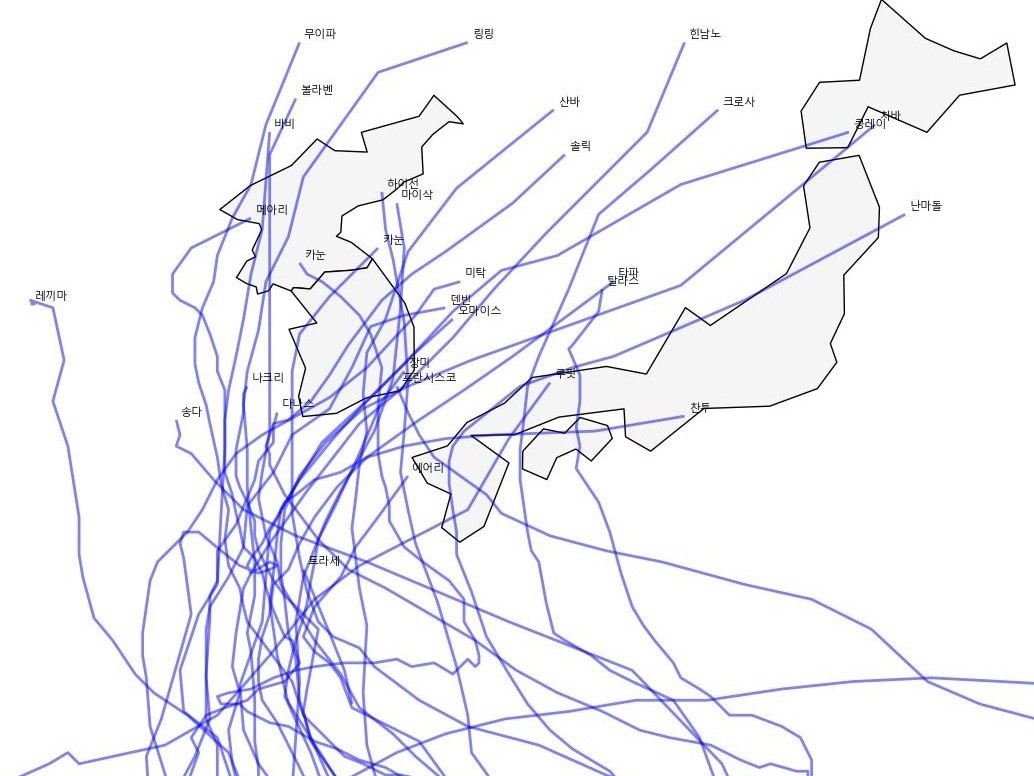 무이파
링링
힌남노
볼라벤
산바
크로사
차바
콩레이
바비
솔릭
하이선
마이삭
메아리
난마돌
카눈
카눈
미탁
타파
탈라스
레끼마
덴빈
오마이스
장미
나크리
프란시스코
루핏
다나스
송다
찬투
에어리
트라세